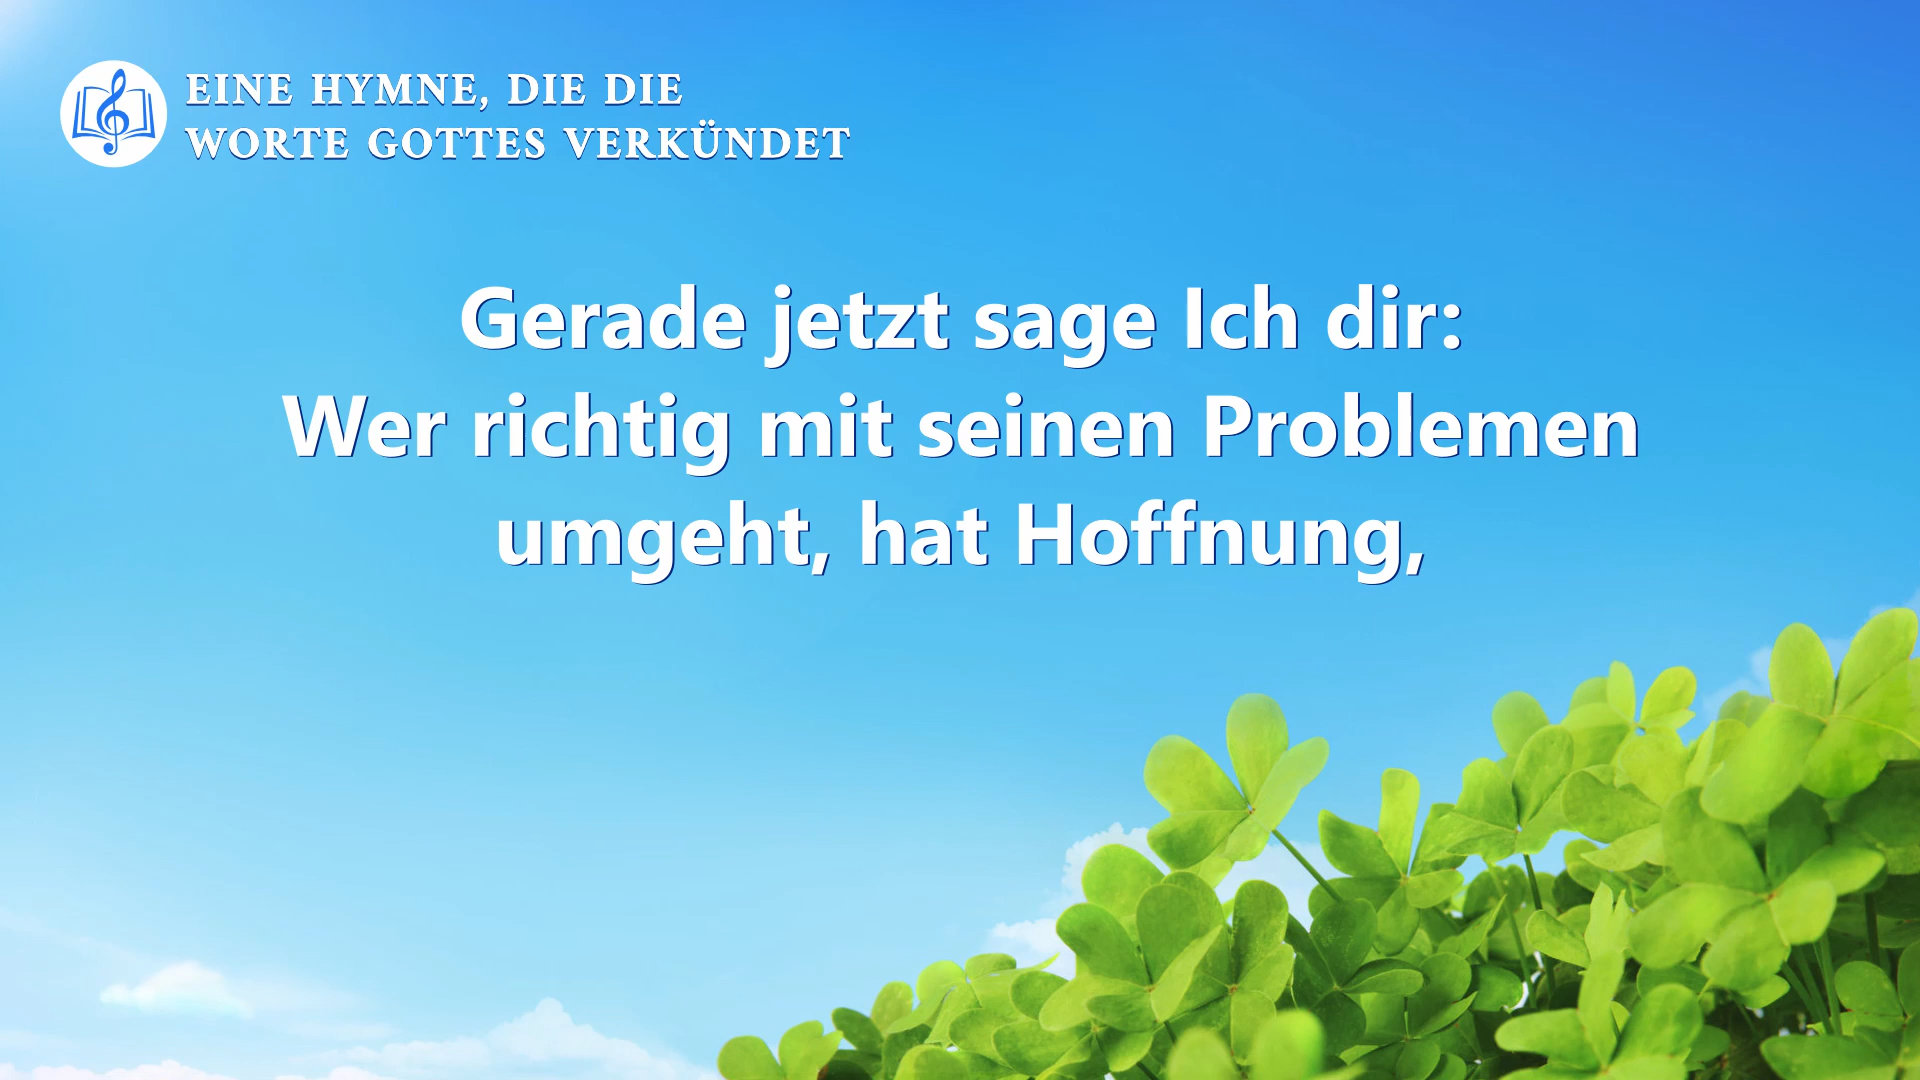 EINE HYMNE, DIE DIE
WORTE GOTTES VERKÜNDET
Gerade jetzt sage Ich dir:
Wer richtig mit seinen Problemen
umgeht, hat Hoffnung,